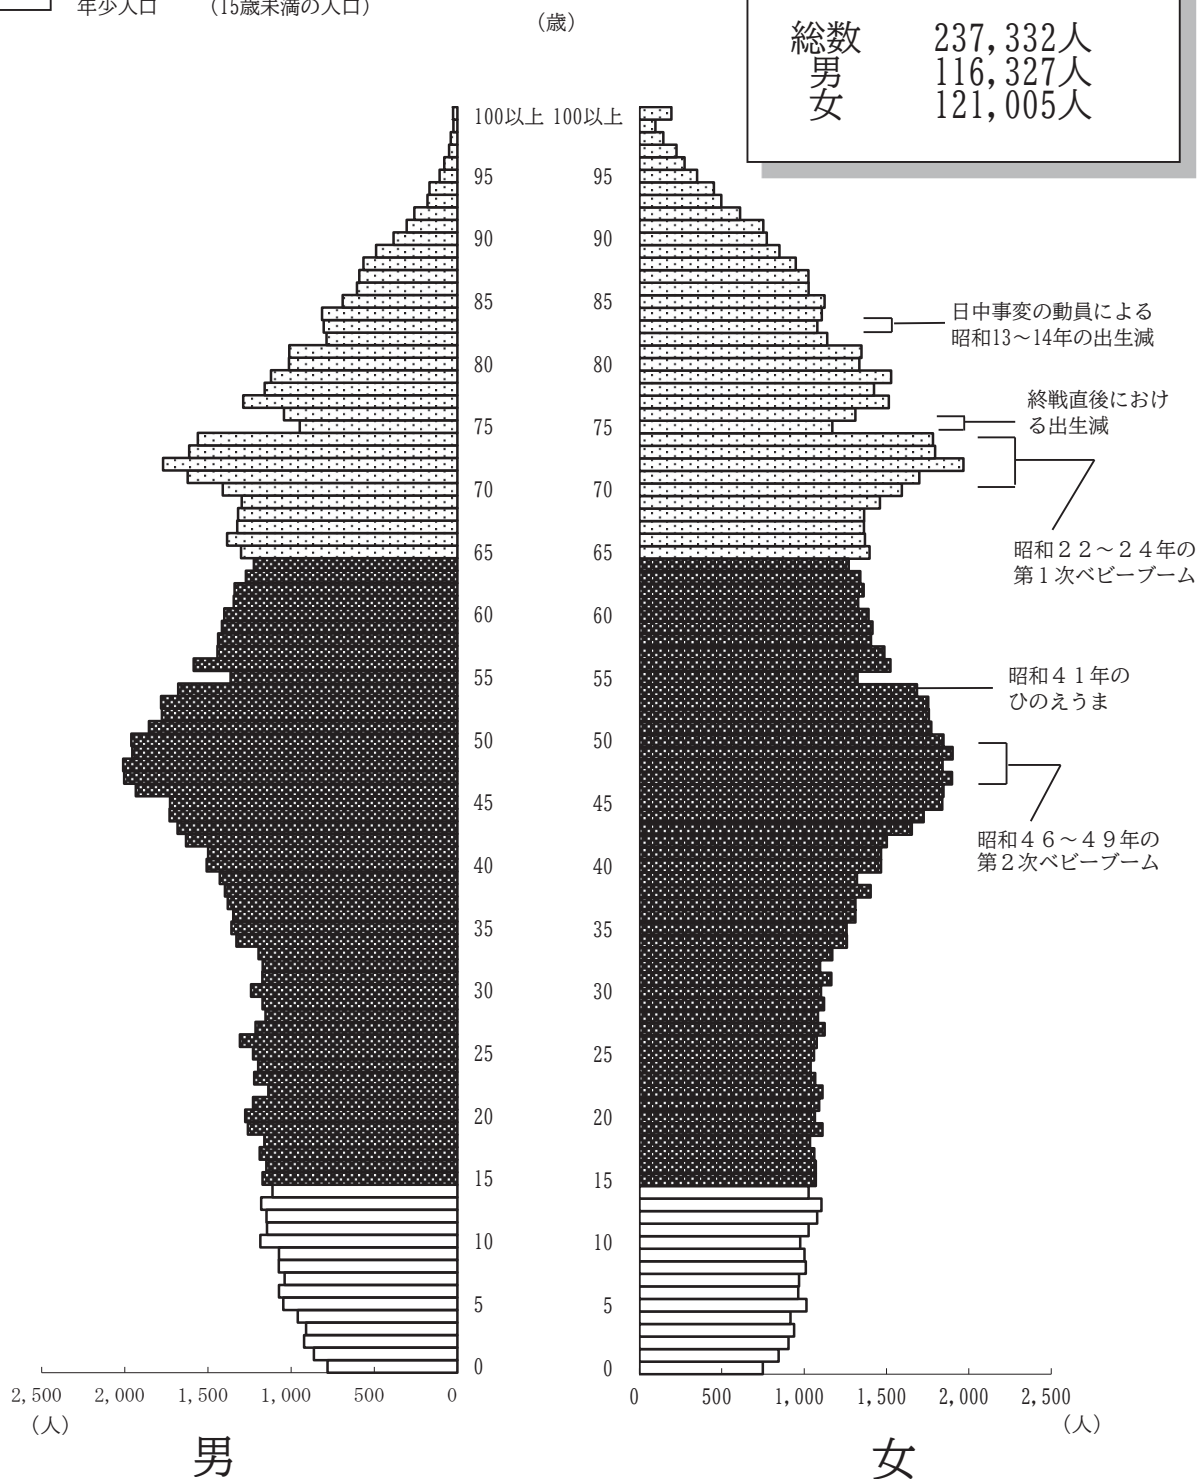 年少人口　（15歳未満の人口）
（歳）
総数　237,332人
男　116,327人
女　121,005人
100以上 100以上
95 95
90 90
85 85
日中事変の動員による
昭和13～14年の出生減
80 80
終戦直後におけ
る出生減
75 75
70 70
65 65
昭和２２～２４年の
第１次ベビーブーム
60 60
55 55
昭和４１年の
ひのえうま
50 50
45 45
昭和４６～４９年の
第２次ベビーブーム
40 40
35 35
30 30
25 25
20 20
15 15
10 10
5 5
0 0
2,500 2,000 1,500 1,000 500 0 0 500 1,000 1,500 2,000 2,500
（人） （人）
男 女